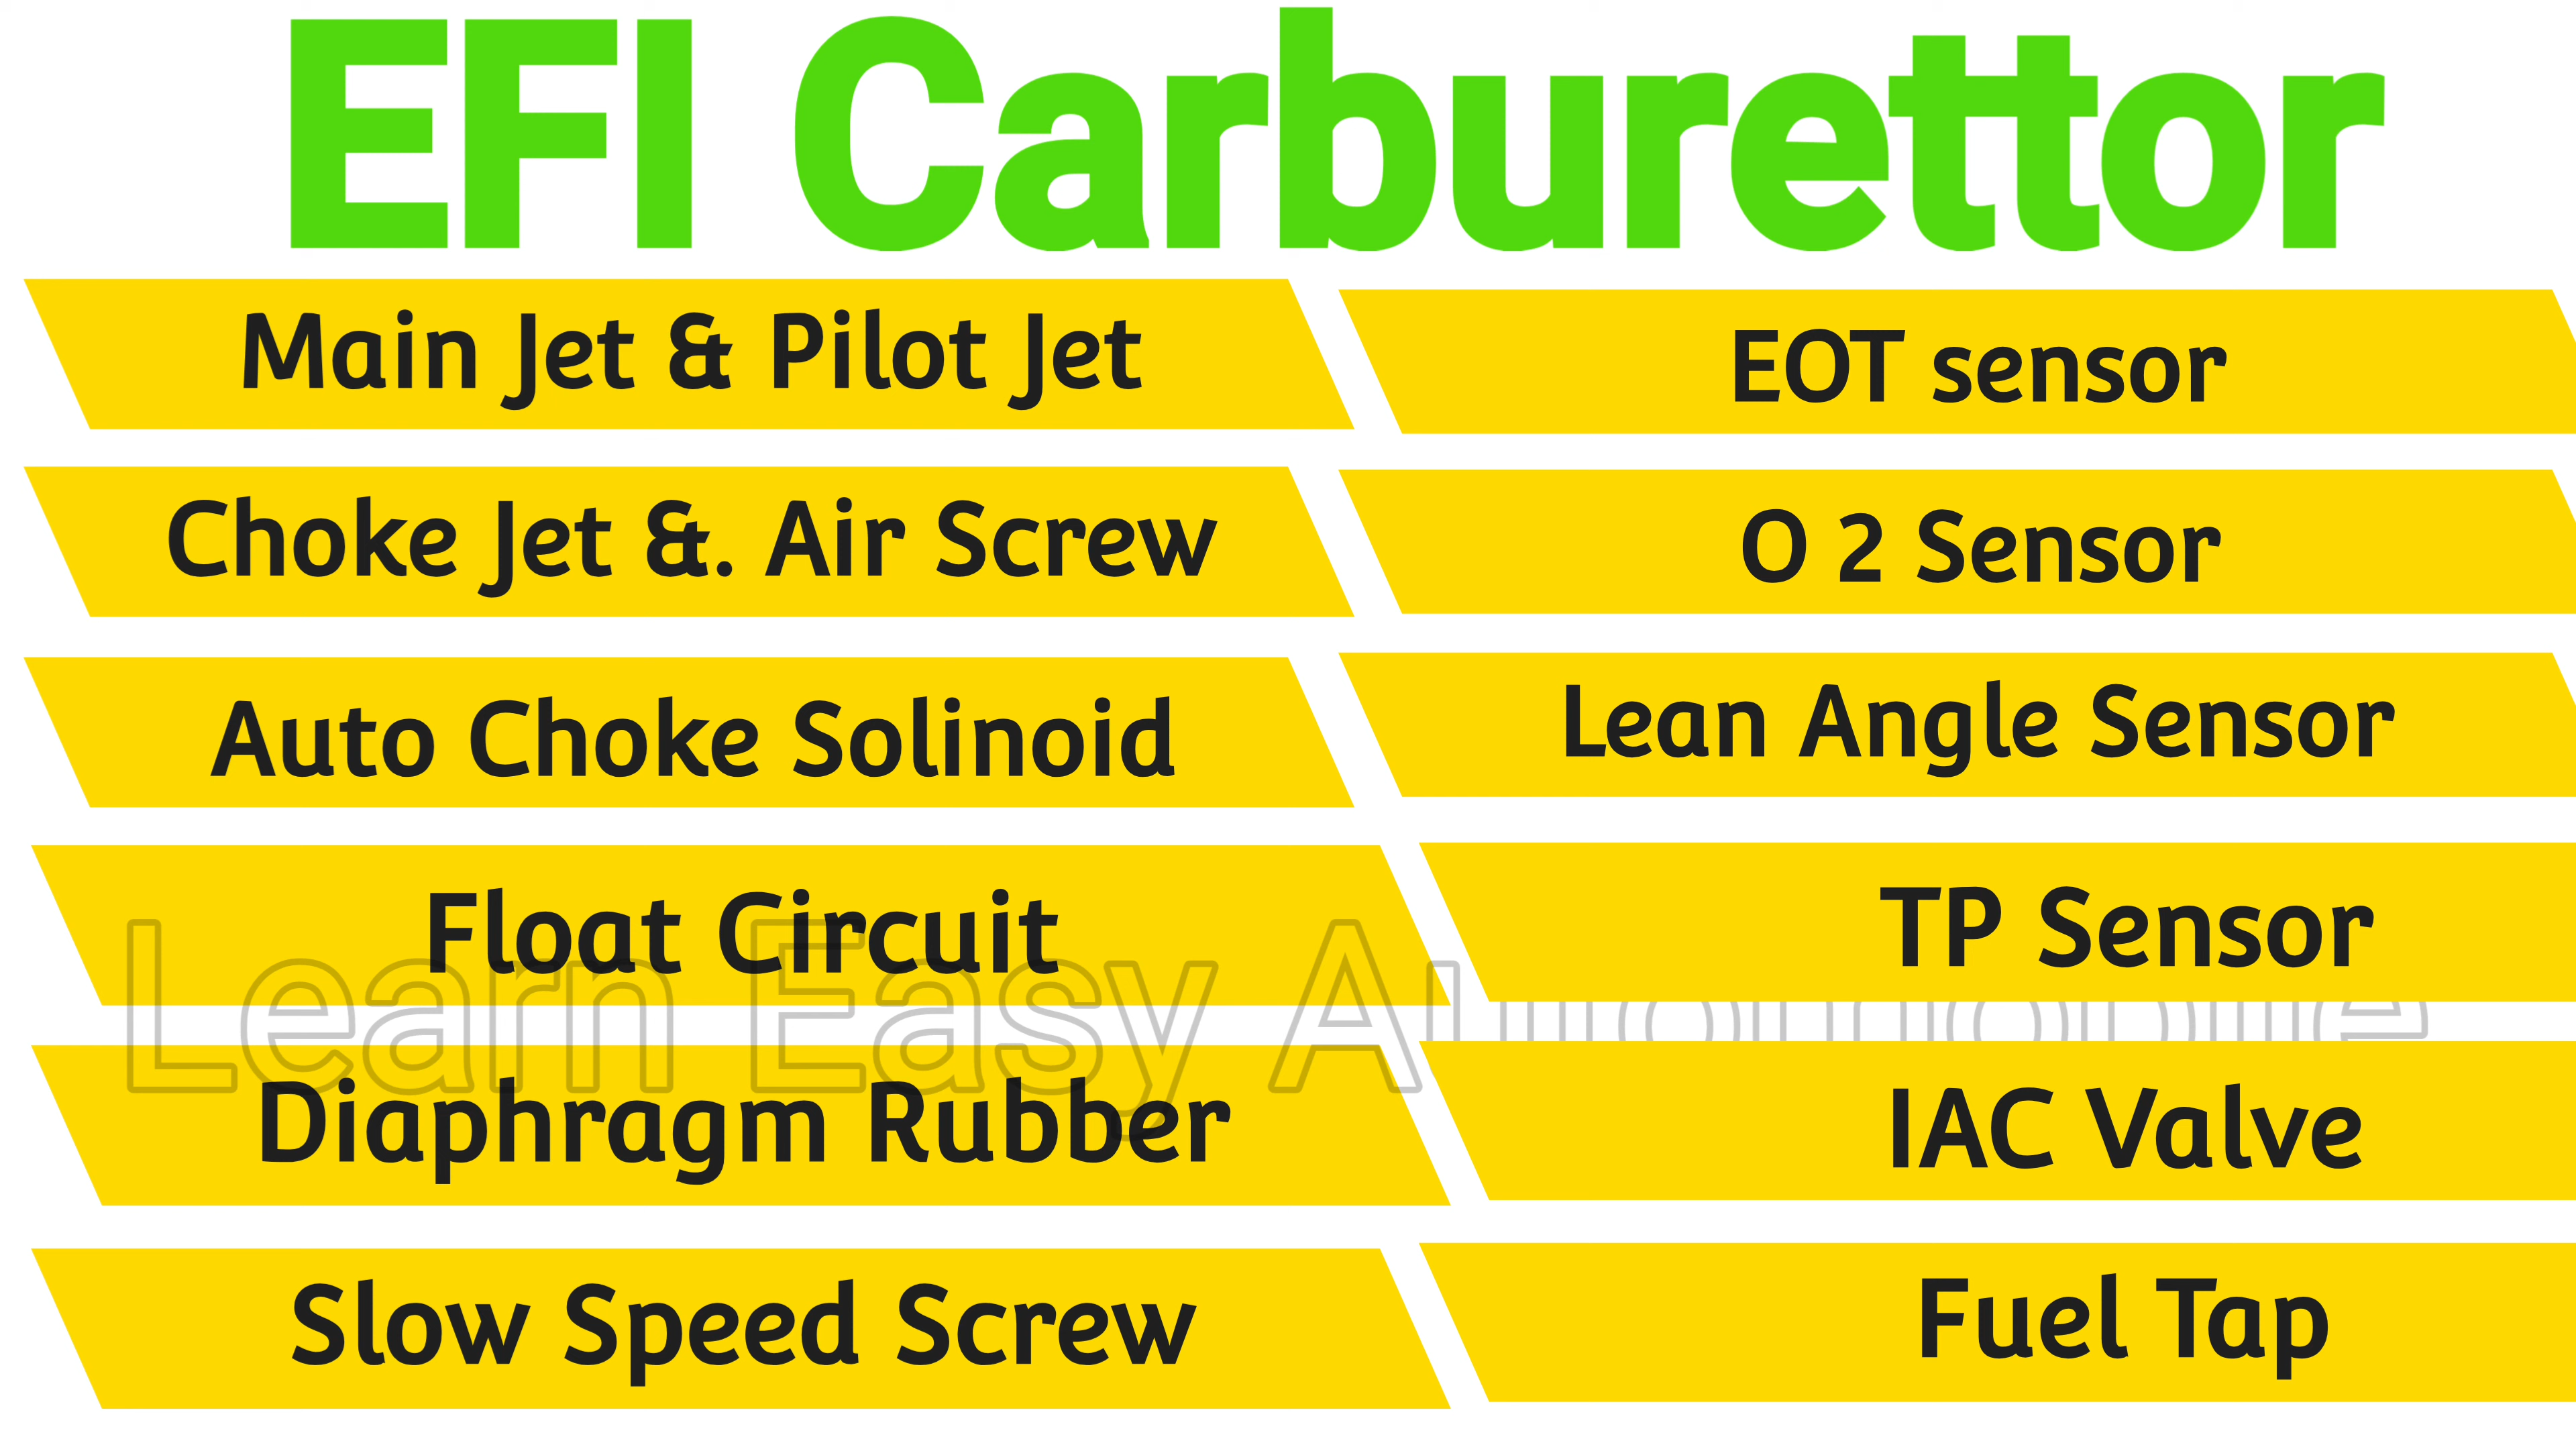 EFI Carburettor
Main Jet & Pilot Jet
EOT sensor
Choke Jet &. Air Screw
O 2 Sensor
Auto Choke Solinoid
Lean Angle Sensor
Float Circuit
TP Sensor
Learn Easy Automobile
Diaphragm Rubber
IAC Valve
Slow Speed Screw
Fuel Tap